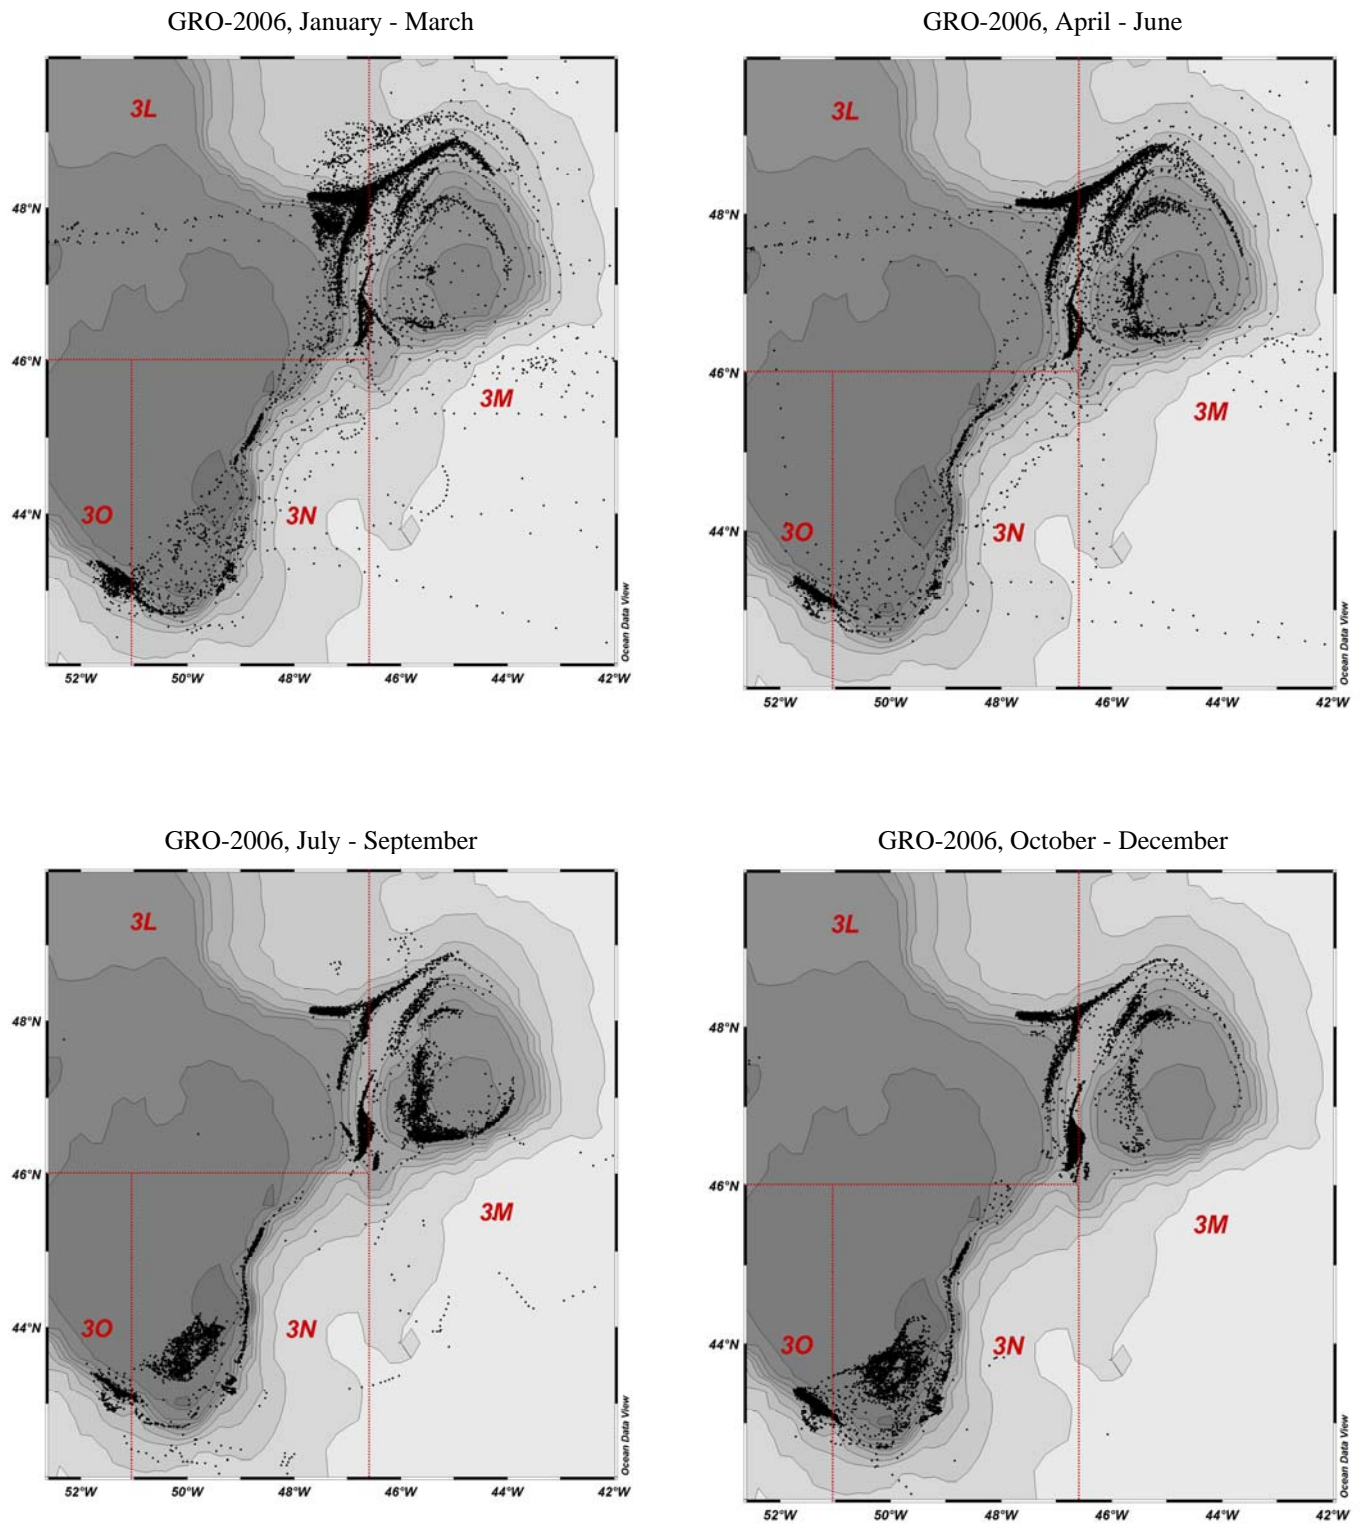 GRO-2006, January - March
3L
48°N
46°N
3M
3O
3N
44°N
Ocean Data View
52°W 50°W 48°W 46°W 44°W 42°W
GRO-2006, April - June
3L
48°N
46°N
3M
3O
3N
44°N
Ocean Data View
52°W 50°W 48°W 46°W 44°W 42°W
GRO-2006, July - September
3L
48°N
46°N
3M
3O
3N
44°N
Ocean Data View
52°W 50°W 48°W 46°W 44°W 42°W
GRO-2006, October - December
3L
48°N
46°N
3M
3O
3N
44°N
Ocean Data View
52°W 50°W 48°W 46°W 44°W 42°W